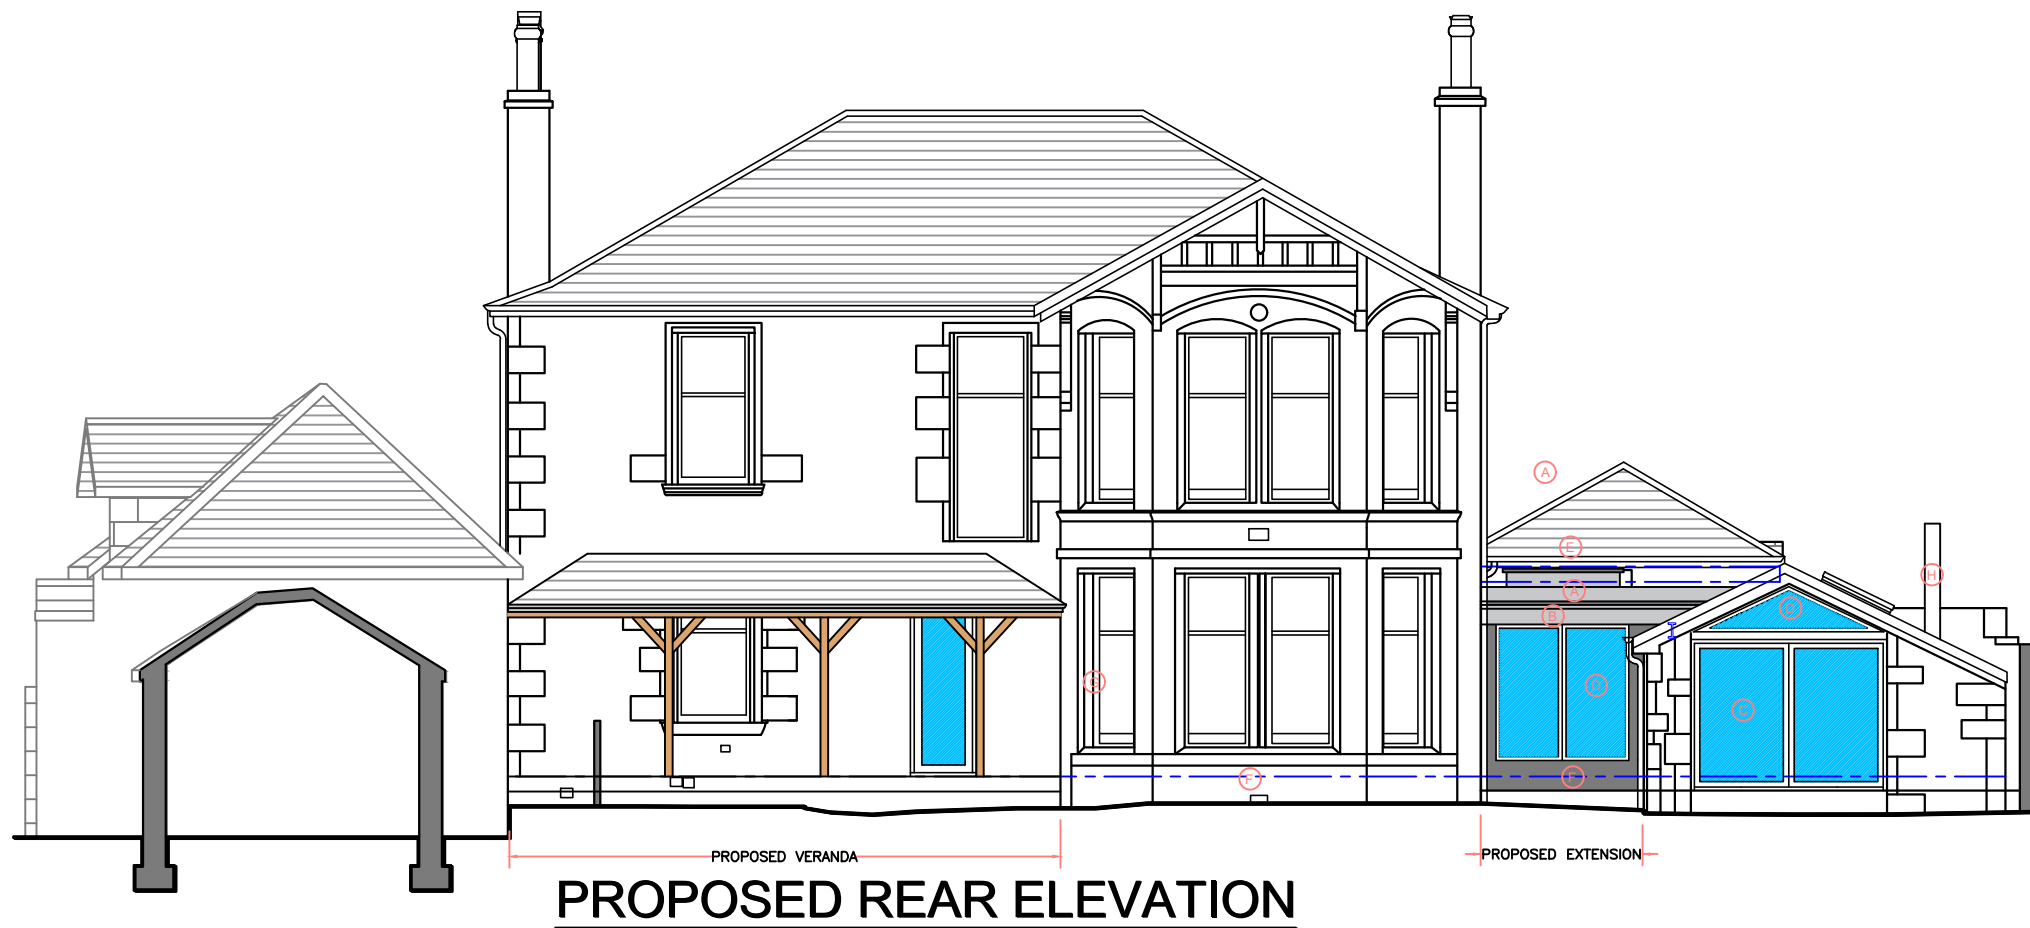 A
E
A
H
B
D
G
D
C
F
F
PROPOSED VERANDA
PROPOSED EXTENSION
PROPOSED REAR ELEVATION